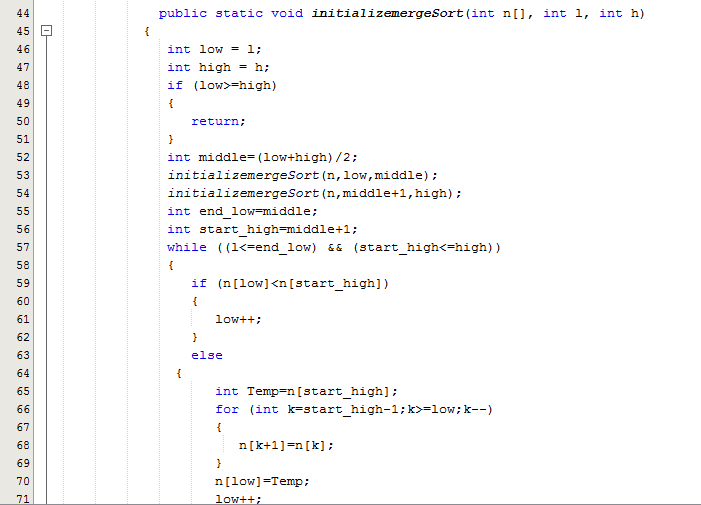 44 public static void initializemergeSort(int n[], int l, int h)
45 {
46 int low = l;
47 int high = h;
48 if (low>=high)
49 {
50 return;
51 }
52 int middle=(low+high)/2;
53 initializemergeSort(n,low,middle);
54 initializemergeSort(n,middle+1,high);
55 int end_low=middle;
56 int start_high=middle+1;
57 while ((l<=end_low) && (start_high<=high))
58 {
59 if (n[low]<n[start_high])
60 {
61 low++;
62 }
63 else
64 {
65 int Temp=n[start_high];
66 for (int k=start_high-1;k>=low;k--)
67 {
68 n[k+1]=n[k];
69 }
70 n[low]=Temp;
71 low++;